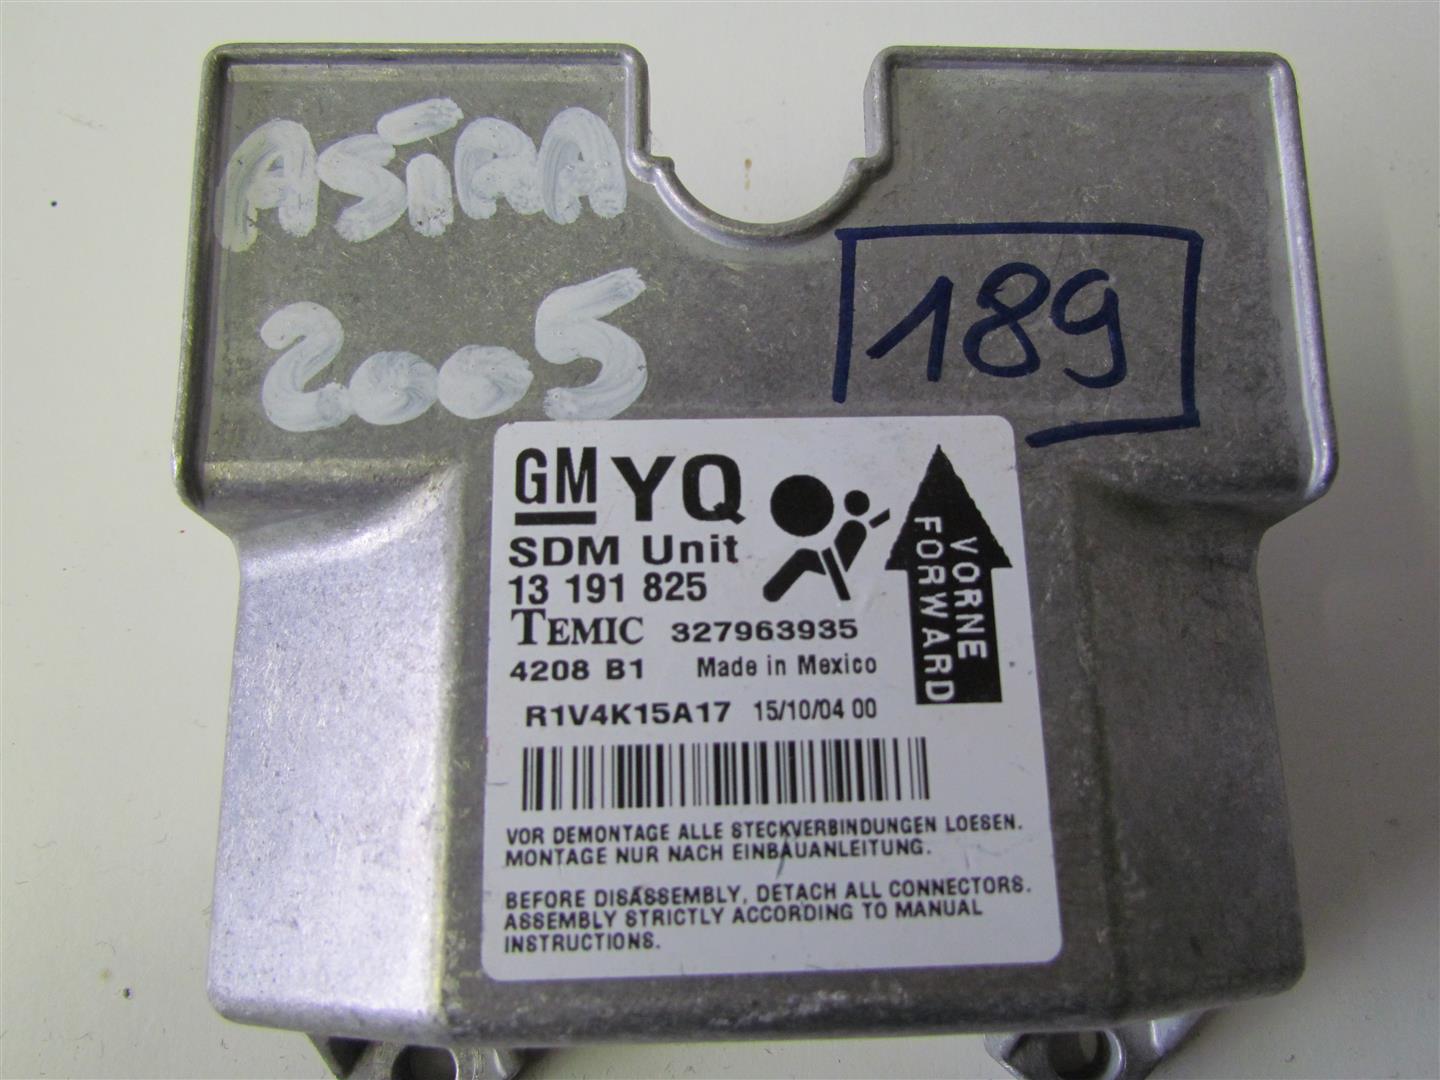 ASTRA
2005
189
GM YQ
SDM Unit
13 191 825
TEMIC 327963935
4208 B1 Made in Mexico
R1V4K15A17 15/10/04 00
VORNE
FORWARD
VOR DEMONTAGE ALLE STECKVERBINDUNGEN LOESEN.
MONTAGE NUR NACH EINBAUANLEITUNG.
BEFORE DISASSEMBLY, DETACH ALL CONNECTORS.
ASSEMBLY STRICTLY ACCORDING TO MANUAL
INSTRUCTIONS.